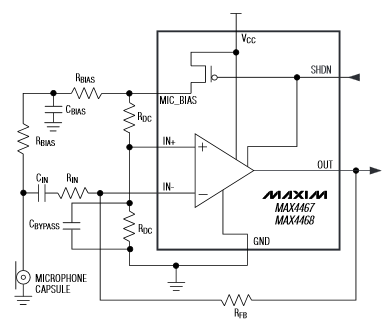 VCC
SHDN
RBIAS
MIC_BIAS
CBIAS
RDC
RBIAS
IN+
+
OUT
CIN
RIN
IN-
−
MAXIM
MAX4467
MAX4468
CBYPASS
RDC
GND
MICROPHONE
CAPSULE
RFB